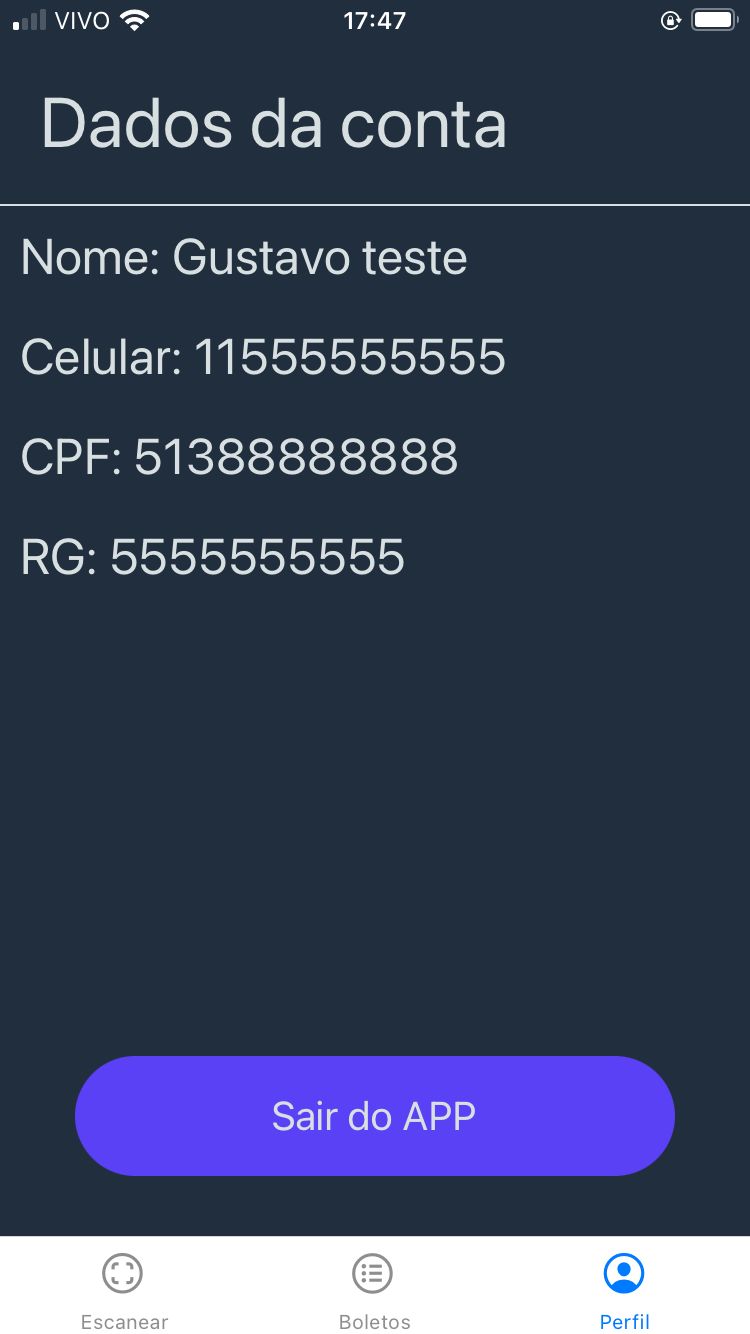 VIVO 17:47
Dados da conta
Nome: Gustavo teste
Celular: 11555555555
CPF: 51388888888
RG: 5555555555
Sair do APP
Escanear Boletos Perfil